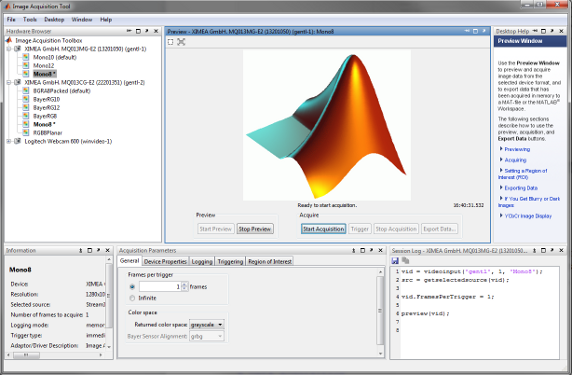 Image Acquisition Tool
File Tools Desktop Window Help
Hardware Browser
Image Acquisition Toolbox
XIMEA GmbH. MQ013MG-E2 (13201050) (gentl-1)
Mono10 (default)
Mono12
Mono8 *
XIMEA GmbH. MQ013CG-E2 (22201351) (gentl-2)
BGRA8Packed (default)
BayerRG10
BayerRG12
BayerRG8
Mono8 *
RGB8Planar
Logitech Webcam 600 (winvideo-1)
Preview - XIMEA GmbH. MQ013MG-E2 (13201050) (gentl-1): Mono8
Ready to start acquisition.
16:40:31.532
Preview
Start Preview Stop Preview
Acquire
Start Acquisition Trigger Stop Acquisition Export Data...
Desktop Help
Preview Window
Use the Preview Window
to preview and acquire
image data from the
selected device format, and
to export data that has
been acquired in memory to
a MAT-file or the MATLAB®
Workspace.
The following sections
describe how to use the
preview, acquisition, and
Export Data buttons.
Previewing
Acquiring
Setting a Region of
Interest (ROI)
Exporting Data
If You Get Blurry or Dark
Images
YCbCr Image Display
Information
Mono8
Device: XIMEA
Resolution: 1280x10
Selected source: Stream
Number of frames to acquire: 1
Logging mode: memor
Trigger type: immedi
Adaptor/Driver Description: Image A
Acquisition Parameters
General Device Properties Logging Triggering Region of Interest
Frames per trigger
1 frames
Infinite
Color space
Returned color space: grayscale
Bayer Sensor Alignment: grbg
Session Log - XIMEA GmbH. MQ013MG-E2 (13201050)...
1 vid = videoinput('gentl', 1, 'Mono8');
2 src = getselectedsource(vid);
3
4 vid.FramesPerTrigger = 1;
5
6 preview(vid);
7
8